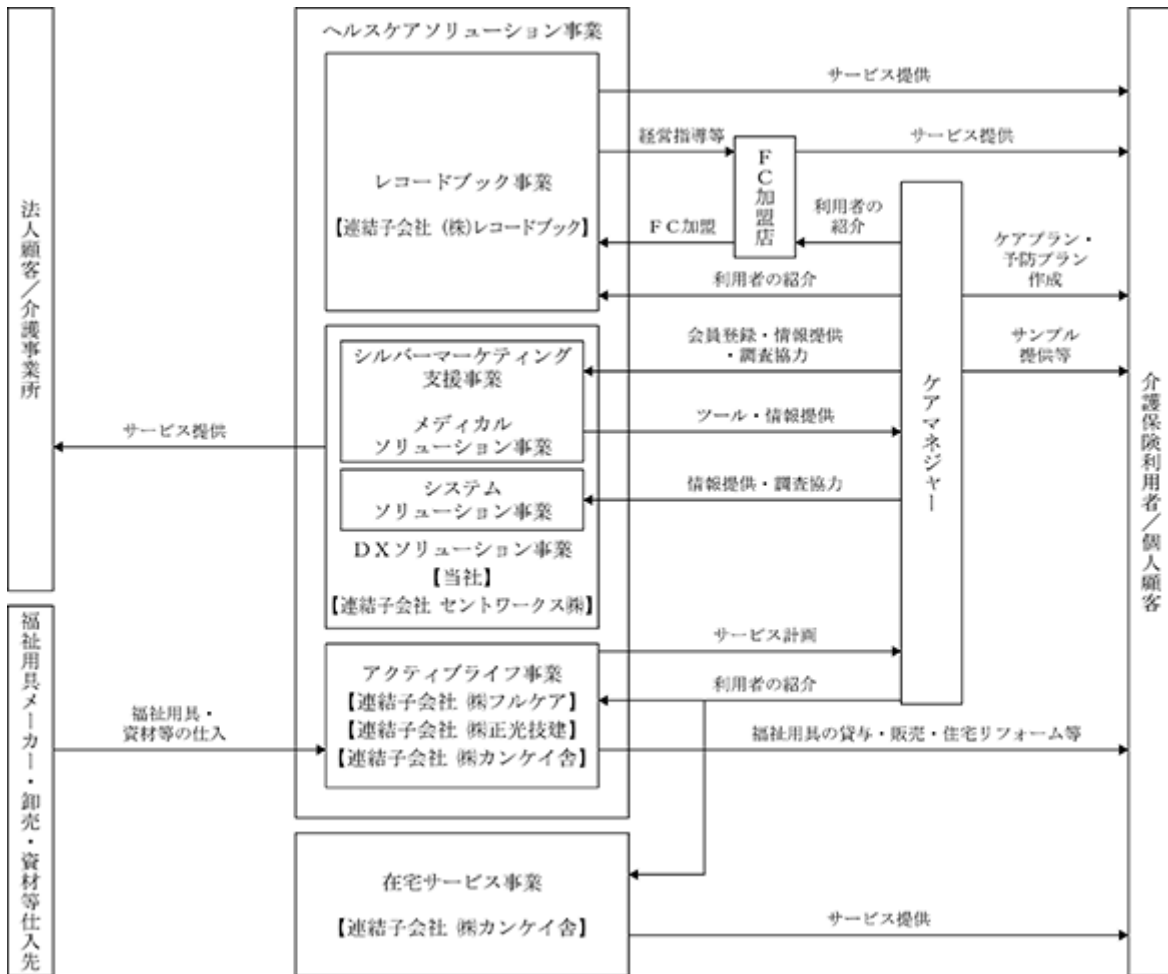 ヘルスケアソリューション事業
サービス提供
経営指導等
サービス提供
FC加盟店
レコードブック事業
【連結子会社 (株)レコードブック】
FC加盟
利用者の
紹介
ケアプラン・
予防プラン
作成
利用者の紹介
法人顧客／介護事業所
会員登録・情報提供
・調査協力
サンプル
提供等
シルバーマーケティング
支援事業
メディカル
ソリューション事業
サービス提供
ツール・情報提供
ケアマネジャー
介護保険利用者／個人顧客
システム
ソリューション事業
情報提供・調査協力
DXソリューション事業
【当社】
【連結子会社 セントワークス㈱】
サービス計画
アクティブライフ事業
【連結子会社 ㈱フルケア】
【連結子会社 ㈱正光技建】
【連結子会社 ㈱カンケイ舎】
利用者の紹介
福祉用具・
資材等の仕入
福祉用具の貸与・販売・住宅リフォーム等
福祉用具メーカー・卸売・資材等仕入先
在宅サービス事業
【連結子会社 ㈱カンケイ舎】
サービス提供